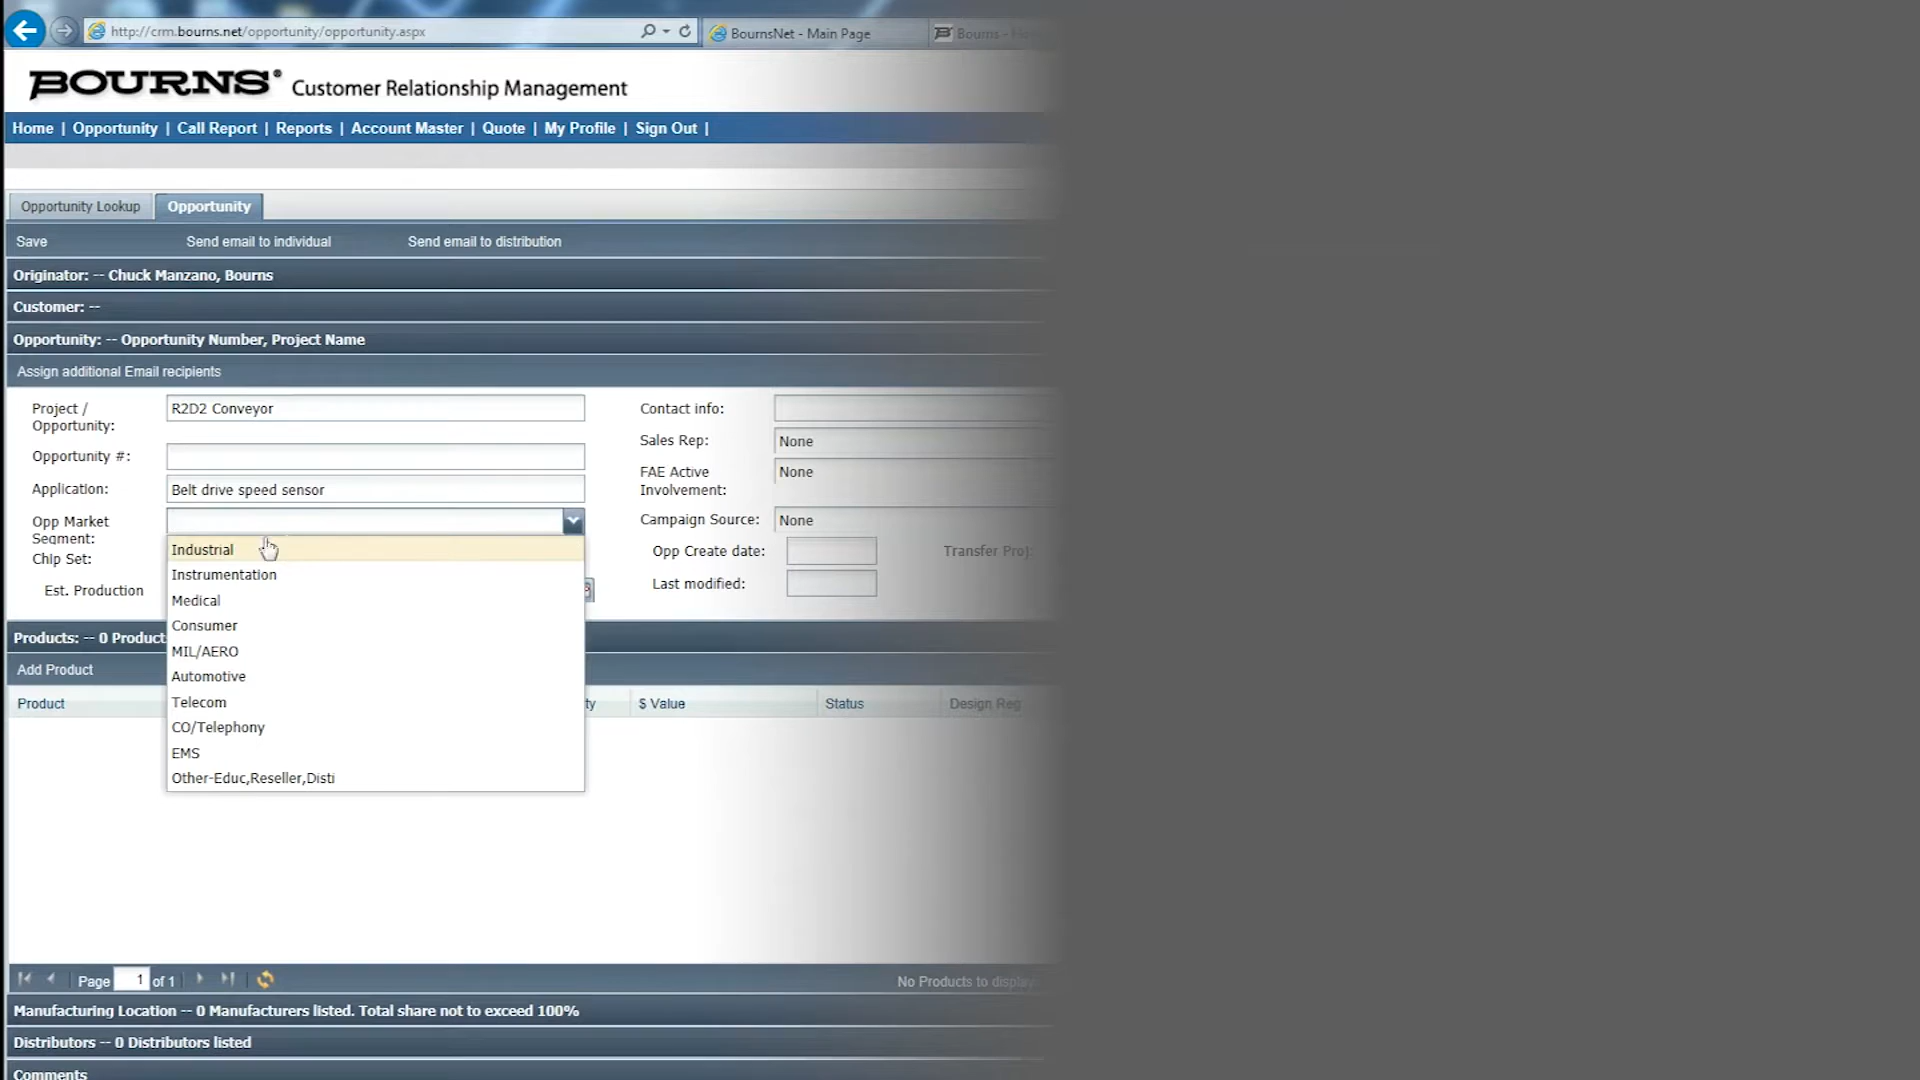 http://crm.bourns.net/opportunity/opportunity.aspx
BournsNet - Main Page
Bourns -
BOURNS® Customer Relationship Management
Home | Opportunity | Call Report | Reports | Account Master | Quote | My Profile | Sign Out |
Opportunity Lookup
Opportunity
Save
Send email to individual
Send email to distribution
Originator: -- Chuck Manzano, Bourns
Customer: --
Opportunity: -- Opportunity Number, Project Name
Assign additional Email recipients
Project /
Opportunity:
R2D2 Conveyor
Opportunity #:
Application:
Belt drive speed sensor
Opp Market
Segment:
Chip Set:
Est. Production
Industrial
Instrumentation
Medical
Consumer
MIL/AERO
Automotive
Telecom
CO/Telephony
EMS
Other-Educ,Reseller,Disti
Contact info:
Sales Rep:
None
FAE Active
Involvement:
None
Campaign Source:
None
Opp Create date:
Transfer Proj
Last modified:
Products: -- 0 Product
Add Product
Product
ty
$ Value
Status
Design Reg
Page 1 of 1
No Products to display
Manufacturing Location -- 0 Manufacturers listed. Total share not to exceed 100%
Distributors -- 0 Distributors listed
Comments